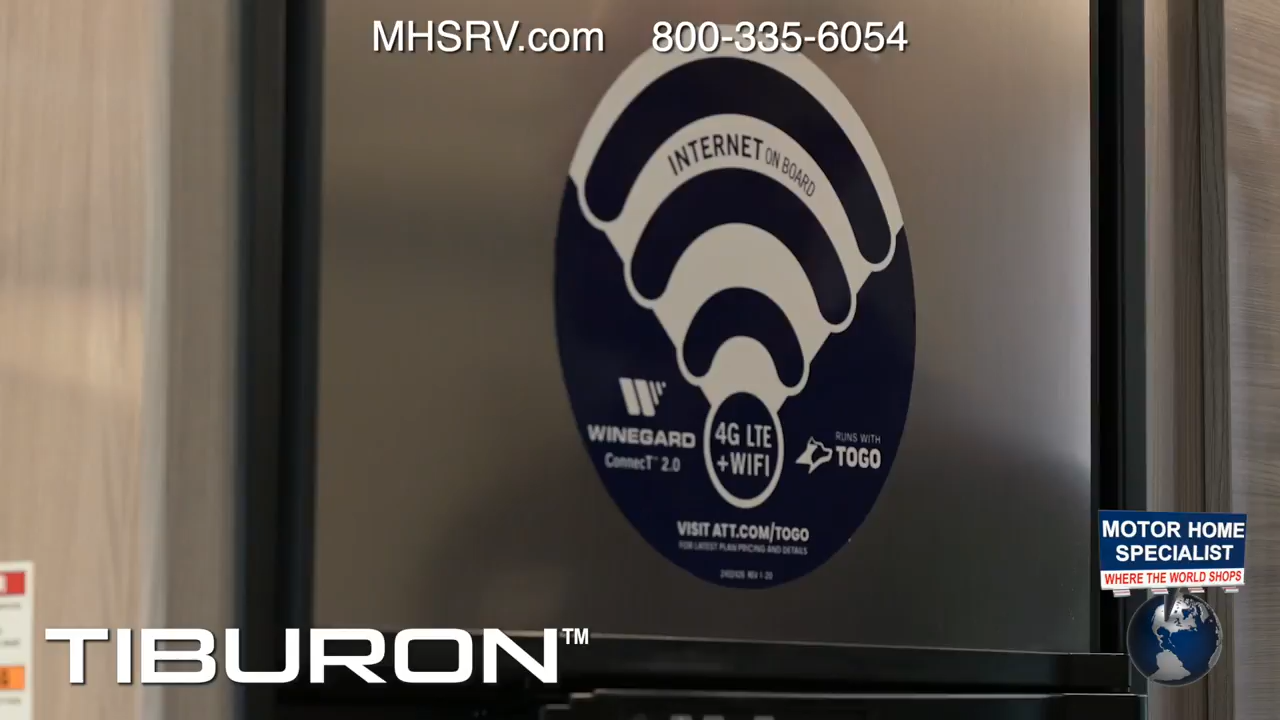 MHSRV.com 800-335-6054
INTERNET ON BOARD
WINEGARD
ConnecT™ 2.0
4G LTE
+WIFI
RUNS WITH
TOGO
VISIT ATT.COM/TOGO
FOR LATEST PLAN PRICING AND DETAILS
MOTOR HOME
SPECIALIST
WHERE THE WORLD SHOPS
TIBURON™